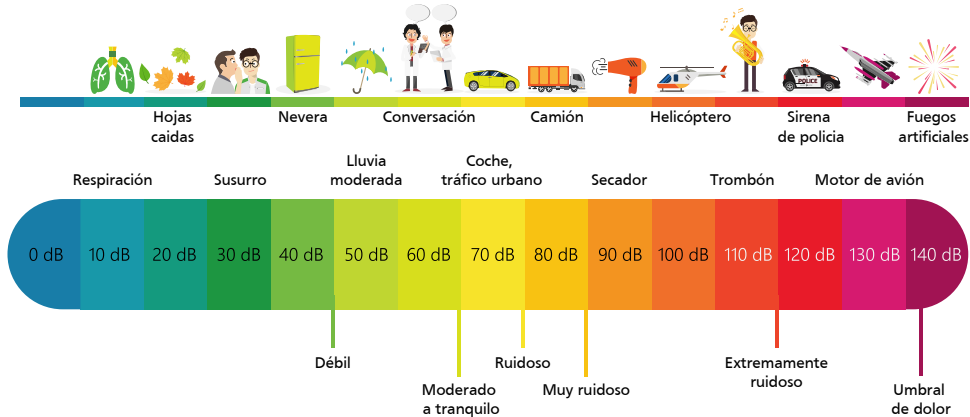 POLICE
Hojas
caidas
Nevera
Conversación
Camión
Helicóptero
Sirena
de policia
Fuegos
artificiales
Respiración
Susurro
Lluvia
moderada
Coche,
tráfico urbano
Secador
Trombón
Motor de avión
0 dB
10 dB
20 dB
30 dB
40 dB
50 dB
60 dB
70 dB
80 dB
90 dB
100 dB
110 dB
120 dB
130 dB
140 dB
Débil
Moderado
a tranquilo
Ruidoso
Muy ruidoso
Extremamente
ruidoso
Umbral
de dolor